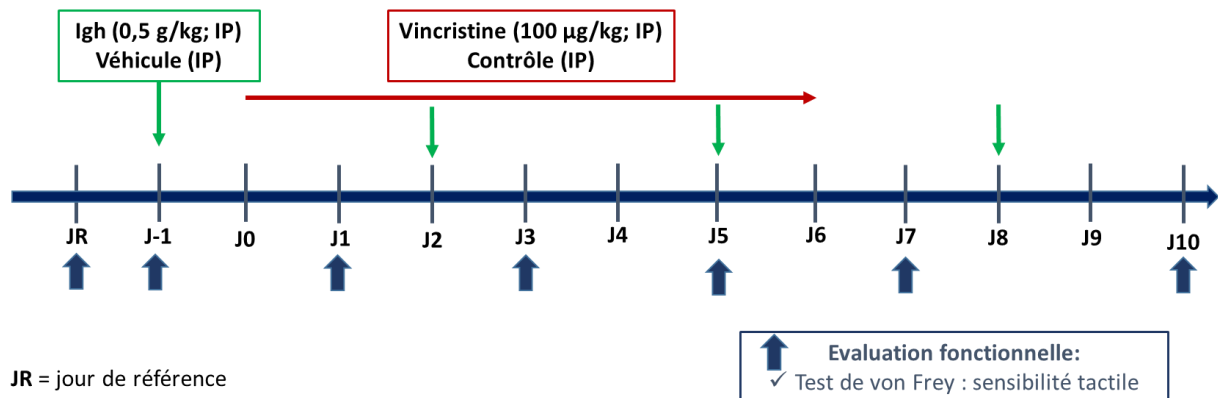 Igh (0,5 g/kg; IP)
Véhicule (IP)
Vincristine (100 µg/kg; IP)
Contrôle (IP)
JR
J-1
J0
J1
J2
J3
J4
J5
J6
J7
J8
J9
J10
JR = jour de référence
Evaluation fonctionnelle:
✓ Test de von Frey : sensibilité tactile